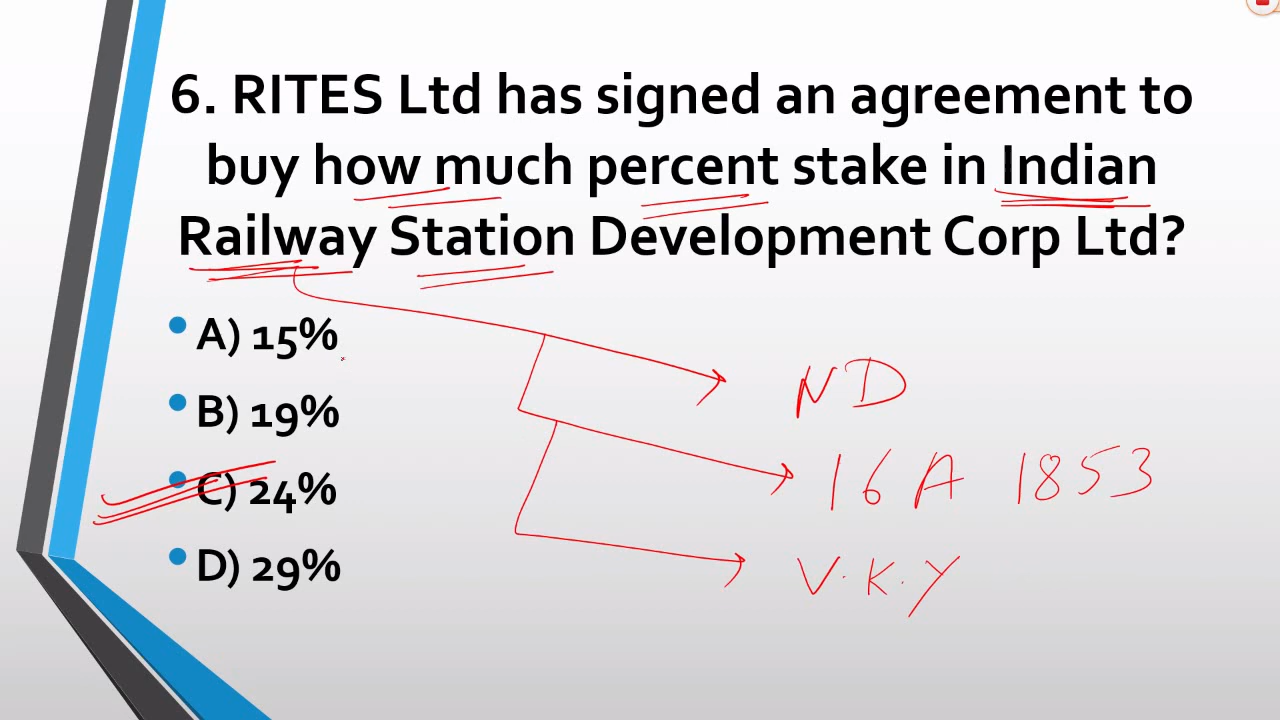 6. RITES Ltd has signed an agreement to
buy how much percent stake in Indian
Railway Station Development Corp Ltd?
A) 15%
B) 19%
C) 24%
D) 29%
ND
16 A 1853
V.K.Y